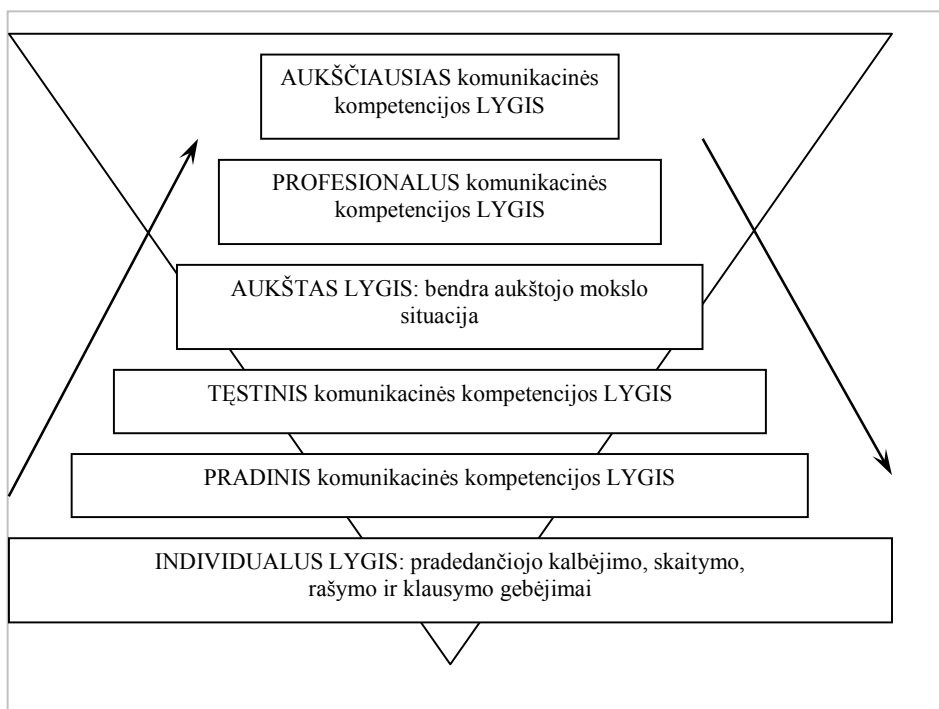 AUKŠČIAUSIAS komunikacinės
kompetencijos LYGIS
PROFESIONALUS komunikacinės
kompetencijos LYGIS
AUKŠTAS LYGIS: bendra aukštojo mokslo
situacija
TĘSTINIS komunikacinės kompetencijos LYGIS
PRADINIS komunikacinės kompetencijos LYGIS
INDIVIDUALUS LYGIS: pradedančiojo kalbėjimo, skaitymo,
rašymo ir klausymo gebėjimai